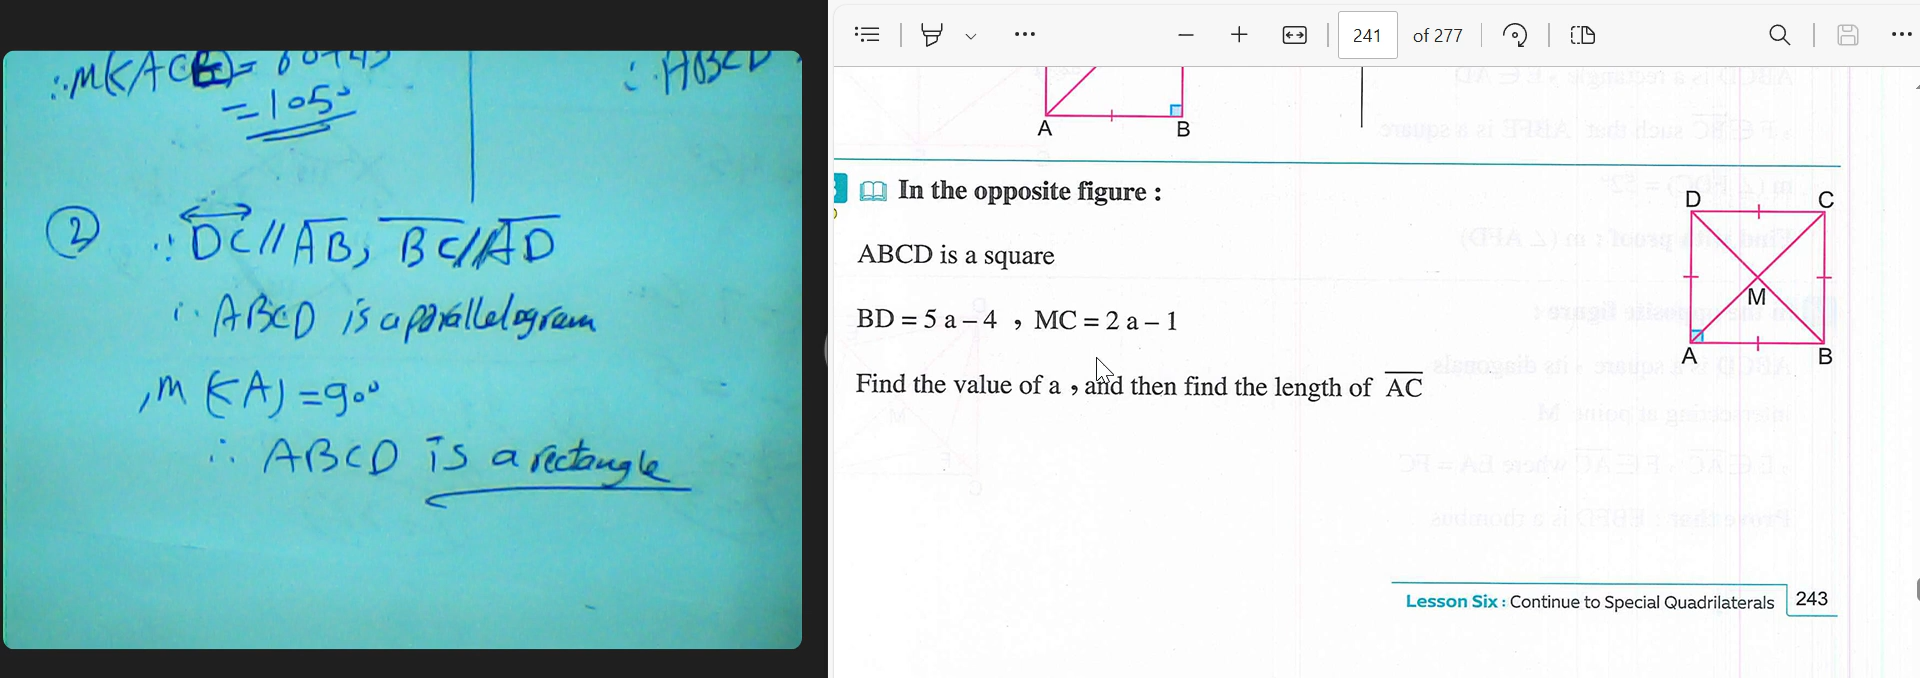 ∴ m(∠ACE) = 60+45
= 105°
∴ ABCD
② ∵ DC // AB, BC // AD
∴ ABCD is a parallelogram
, m(∠A) = 90°
∴ ABCD is a rectangle
241 of 277
A B
In the opposite figure :
ABCD is a square
BD = 5 a – 4 , MC = 2 a – 1
Find the value of a , and then find the length of AC
D C
M
A B
Lesson Six : Continue to Special Quadrilaterals 243